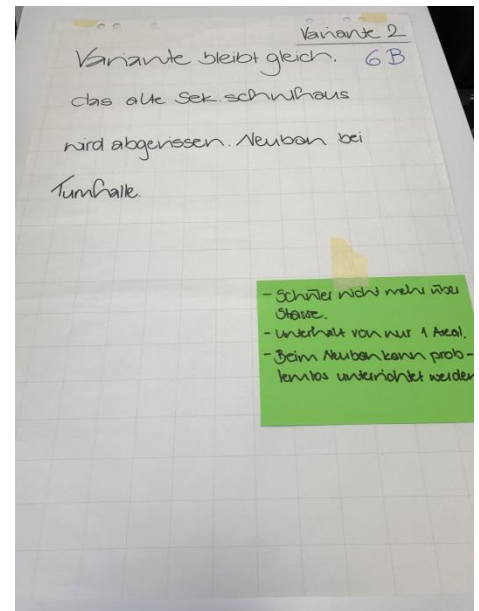 Variante 2
Variante bleibt gleich. 6B
das alte Sek. schulhaus
wird abgerissen. Neubau bei
Turnhalle.
- Schüler nicht mehr über
Strasse.
- Unterhalt von nur 1 Areal.
- Beim Neubau kann prob-
lemlos unterrichtet werden